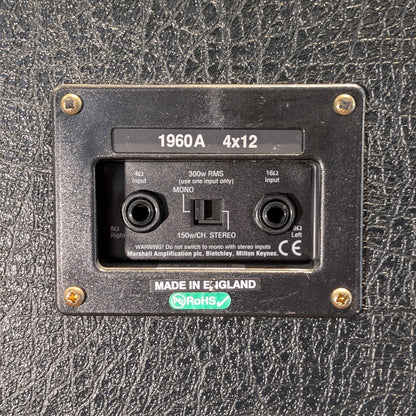 1960A 4x12
4Ω Input
300w RMS (use one input only)
16Ω Input
MONO
8Ω Right
150w/CH. STEREO
8Ω Left
WARNING! Do not switch to mono with stereo inputs
Marshall Amplification plc, Bletchley, Milton Keynes.
CE
MADE IN ENGLAND
Pb RoHS